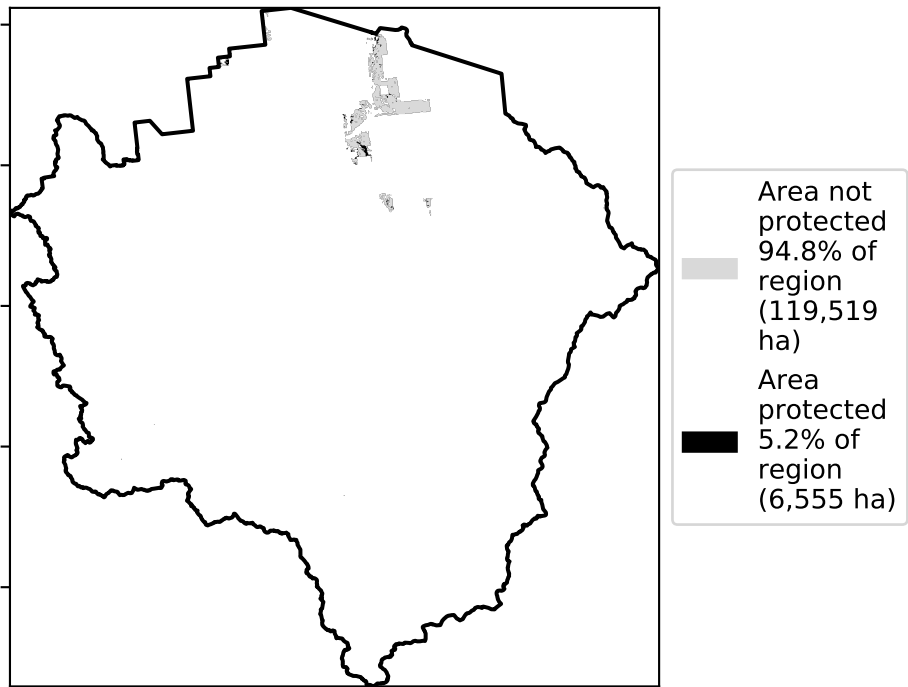 Area not
protected
94.8% of
region
(119,519
ha)
Area
protected
5.2% of
region
(6,555 ha)